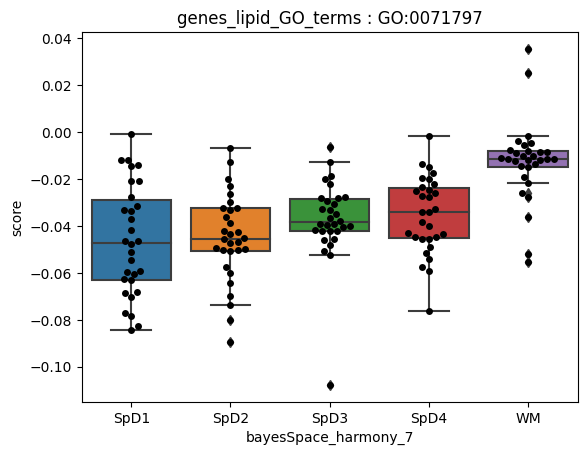 genes_lipid_GO_terms : GO:0071797
0.04
0.02
0.00
−0.02
−0.04
−0.06
−0.08
−0.10
score
SpD1 SpD2 SpD3 SpD4 WM
bayesSpace_harmony_7